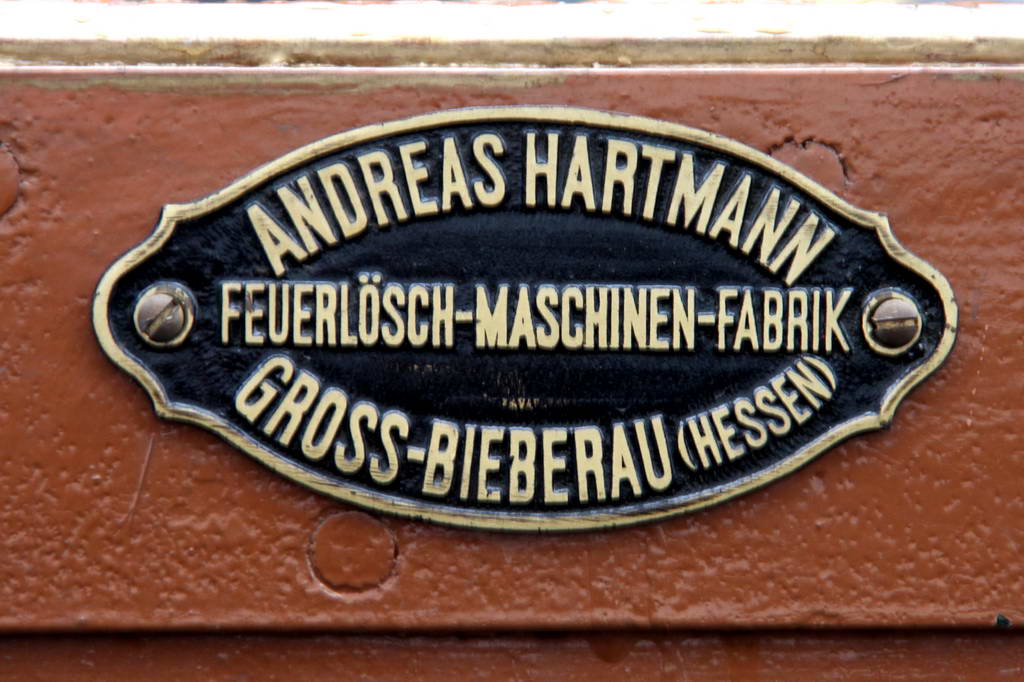 ANDREAS HARTMANN
FEUERLÖSCH-MASCHINEN-FABRIK
GROSS-BIEBERAU (HESSEN)